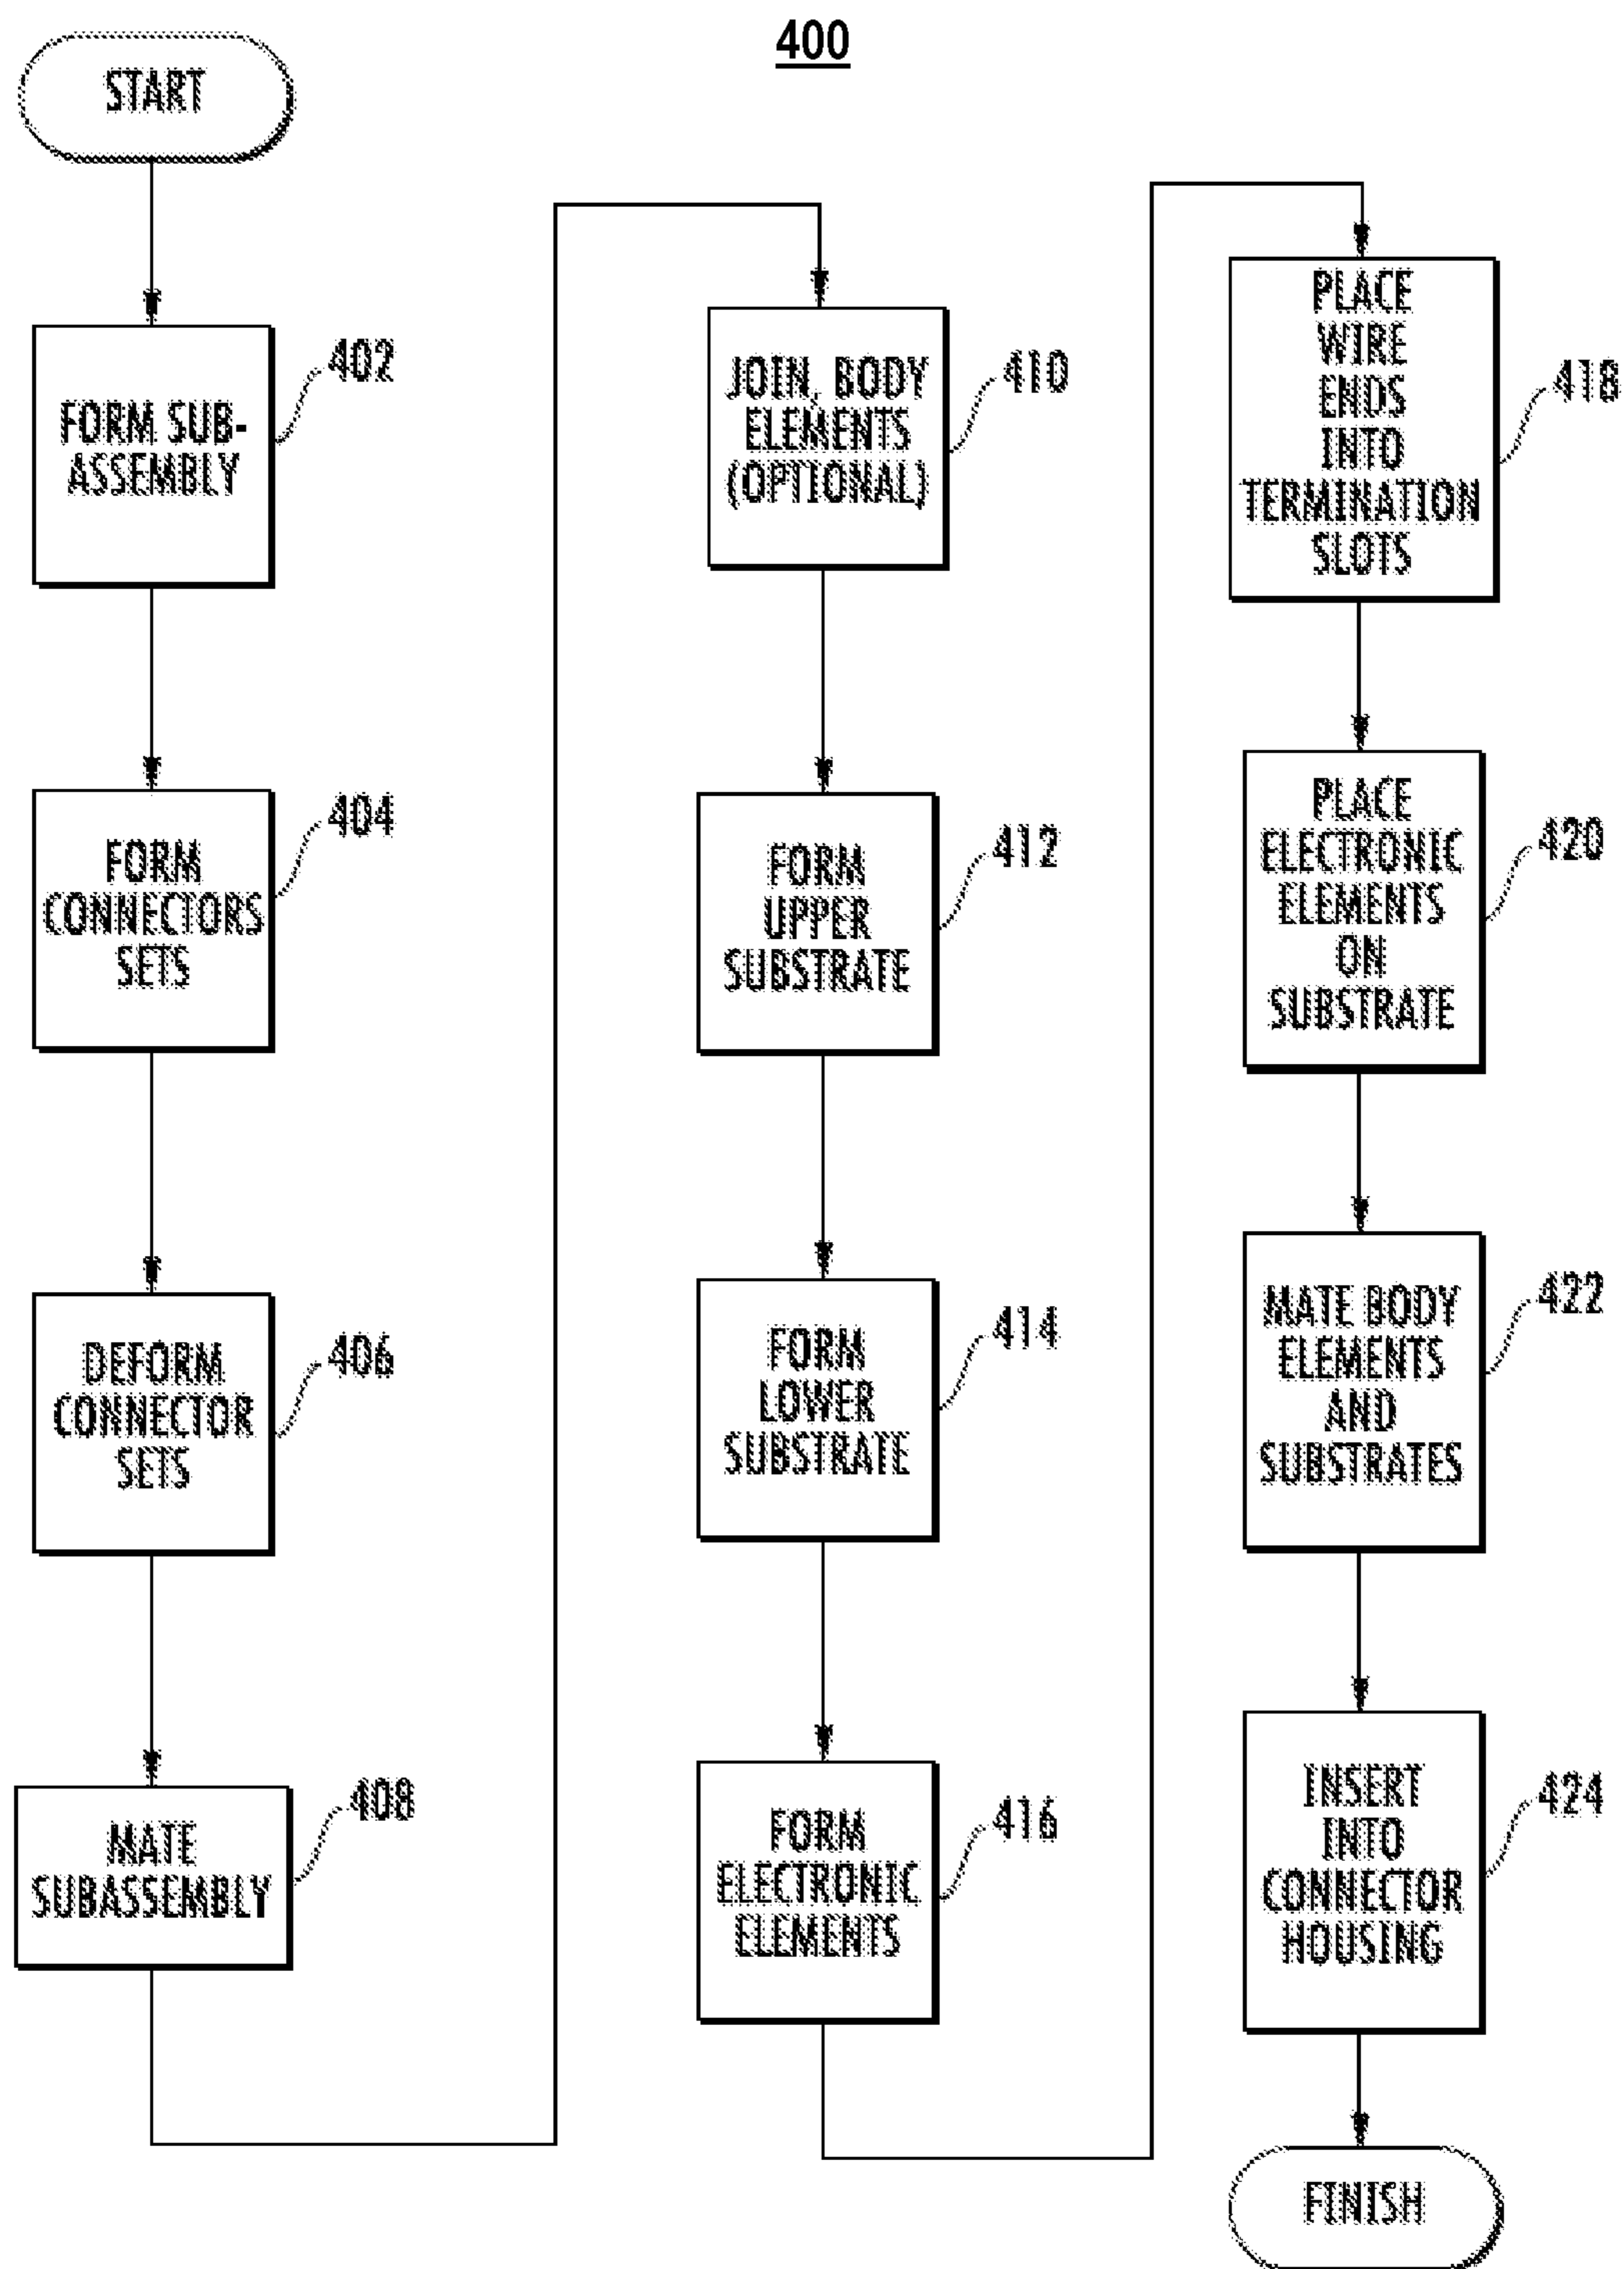 400
START
FORM SUB-
ASSEMBLY
402
FORM
CONNECTORS
SETS
404
DEFORM
CONNECTOR
SETS
406
MATE
SUBASSEMBLY
408
JOIN BODY
ELEMENTS
(OPTIONAL)
410
FORM
UPPER
SUBSTRATE
412
FORM
LOWER
SUBSTRATE
414
FORM
ELECTRONIC
ELEMENTS
416
PLACE
WIRE
ENDS
INTO
TERMINATION
SLOTS
418
PLACE
ELECTRONIC
ELEMENTS
ON
SUBSTRATE
420
MATE BODY
ELEMENTS
AND
SUBSTRATES
422
INSERT
INTO
CONNECTOR
HOUSING
424
FINISH